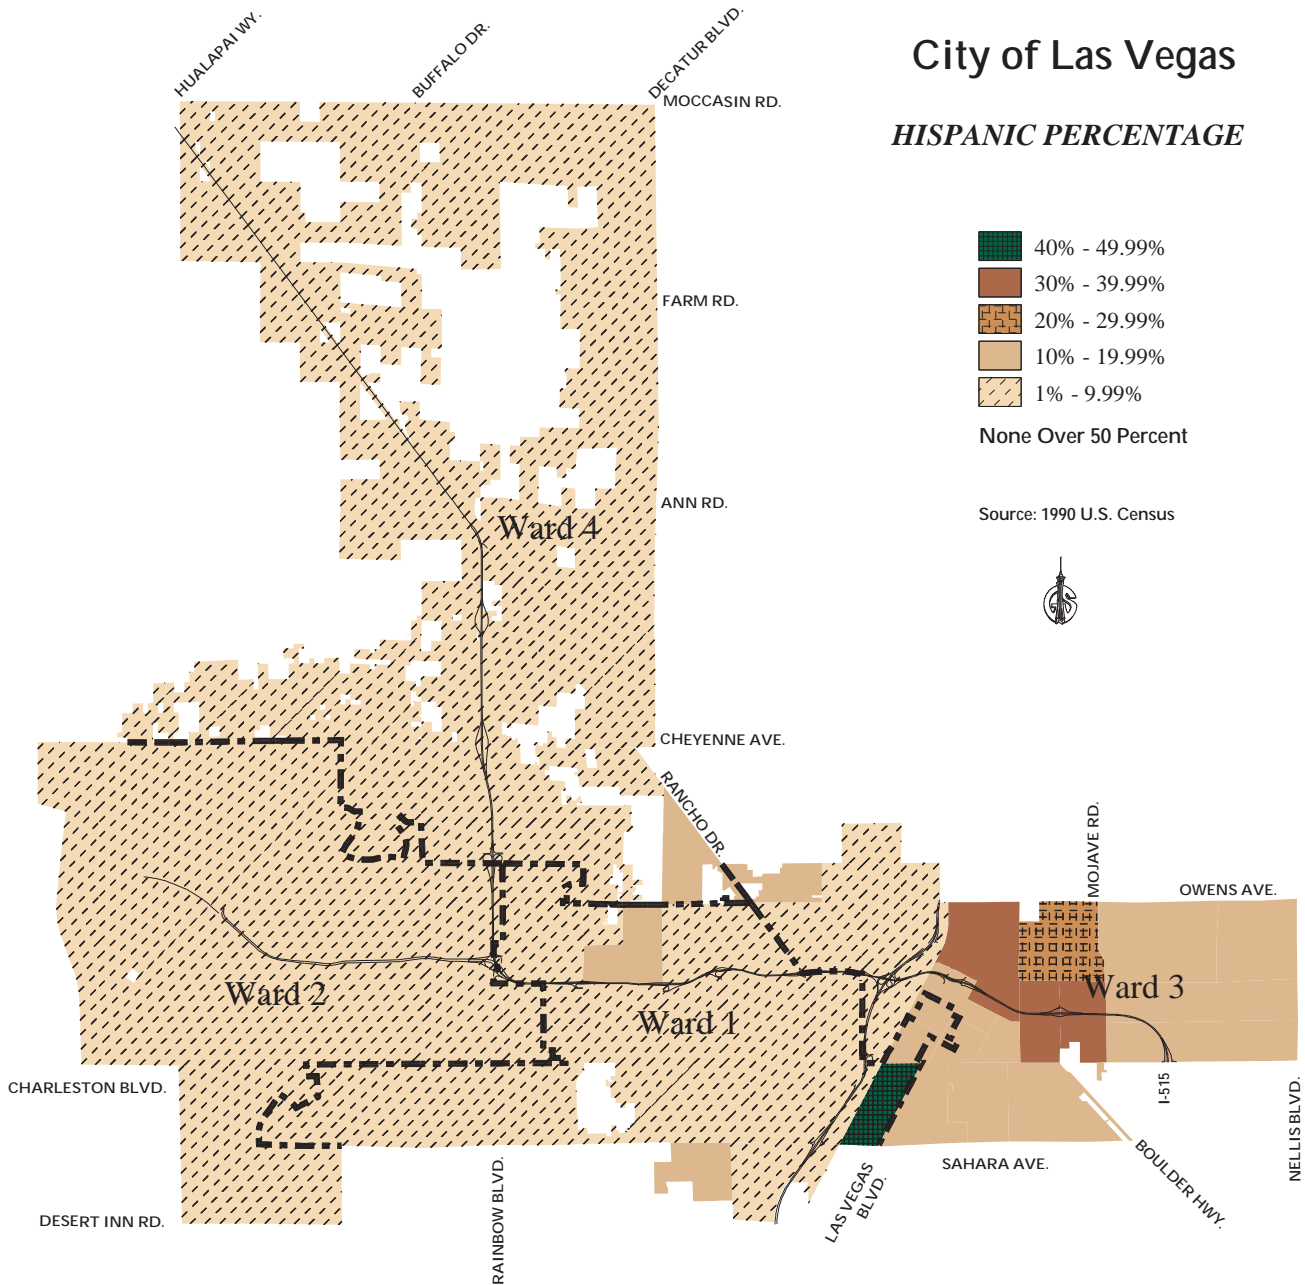 City of Las Vegas
HISPANIC PERCENTAGE
HUALAPAI WY.
BUFFALO DR.
DECATUR BLVD.
MOCCASIN RD.
40% - 49.99%
30% - 39.99%
20% - 29.99%
10% - 19.99%
1% - 9.99%
None Over 50 Percent
Source: 1990 U.S. Census
FARM RD.
ANN RD.
Ward 4
CHEYENNE AVE.
RANCHO DR.
MOJAVE RD.
OWENS AVE.
Ward 2
Ward 1
Ward 3
CHARLESTON BLVD.
I-515
NELLIS BLVD.
BOULDER HWY.
SAHARA AVE.
LAS VEGAS
BLVD.
RAINBOW BLVD.
DESERT INN RD.